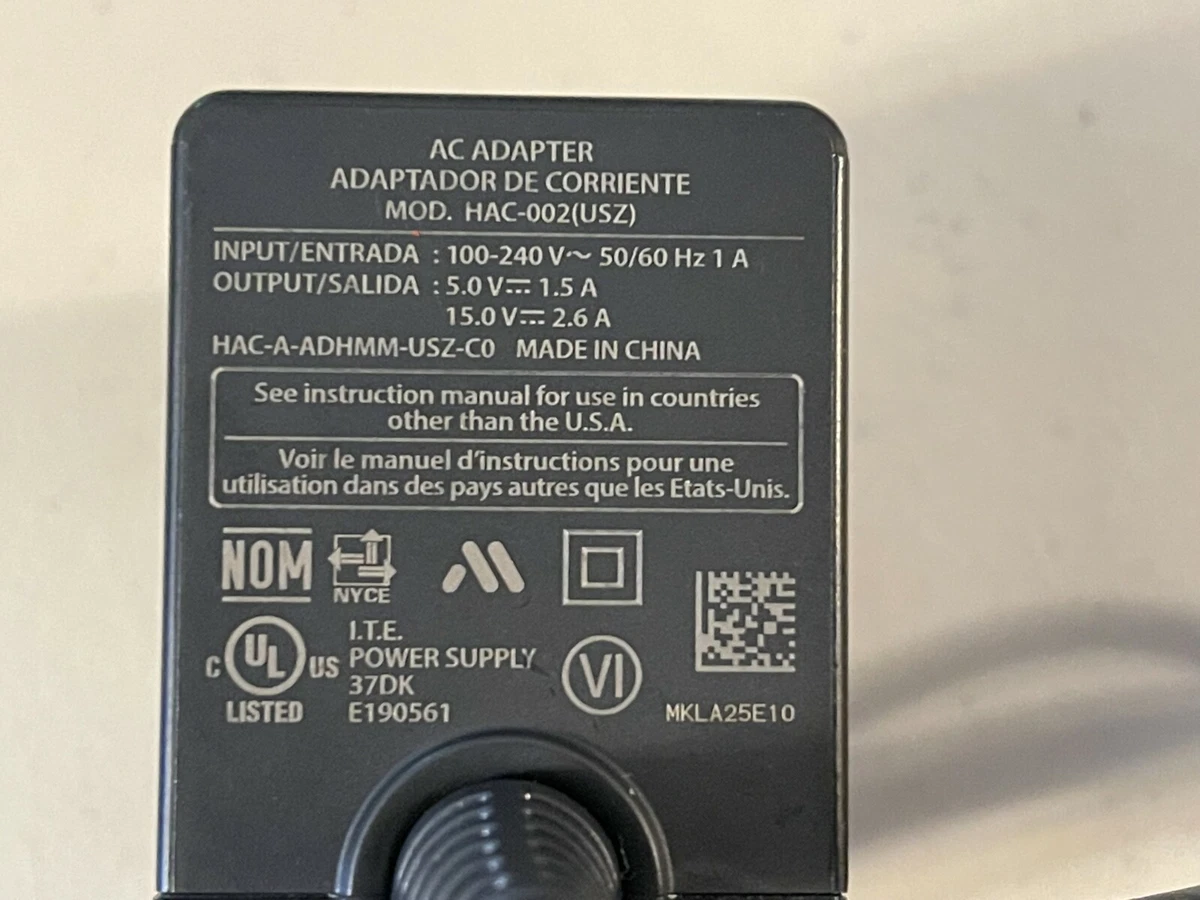 AC ADAPTER
ADAPTADOR DE CORRIENTE
MOD. HAC-002(USZ)
INPUT/ENTRADA : 100-240 V~ 50/60 Hz 1 A
OUTPUT/SALIDA : 5.0 V⎓ 1.5 A
15.0 V⎓ 2.6 A
HAC-A-ADHMM-USZ-C0 MADE IN CHINA
See instruction manual for use in countries
other than the U.S.A.
Voir le manuel d'instructions pour une
utilisation dans des pays autres que les Etats-Unis.
NOM
NYCE
C UL US
LISTED
I.T.E.
POWER SUPPLY
37DK
E190561
VI
MKLA25E10